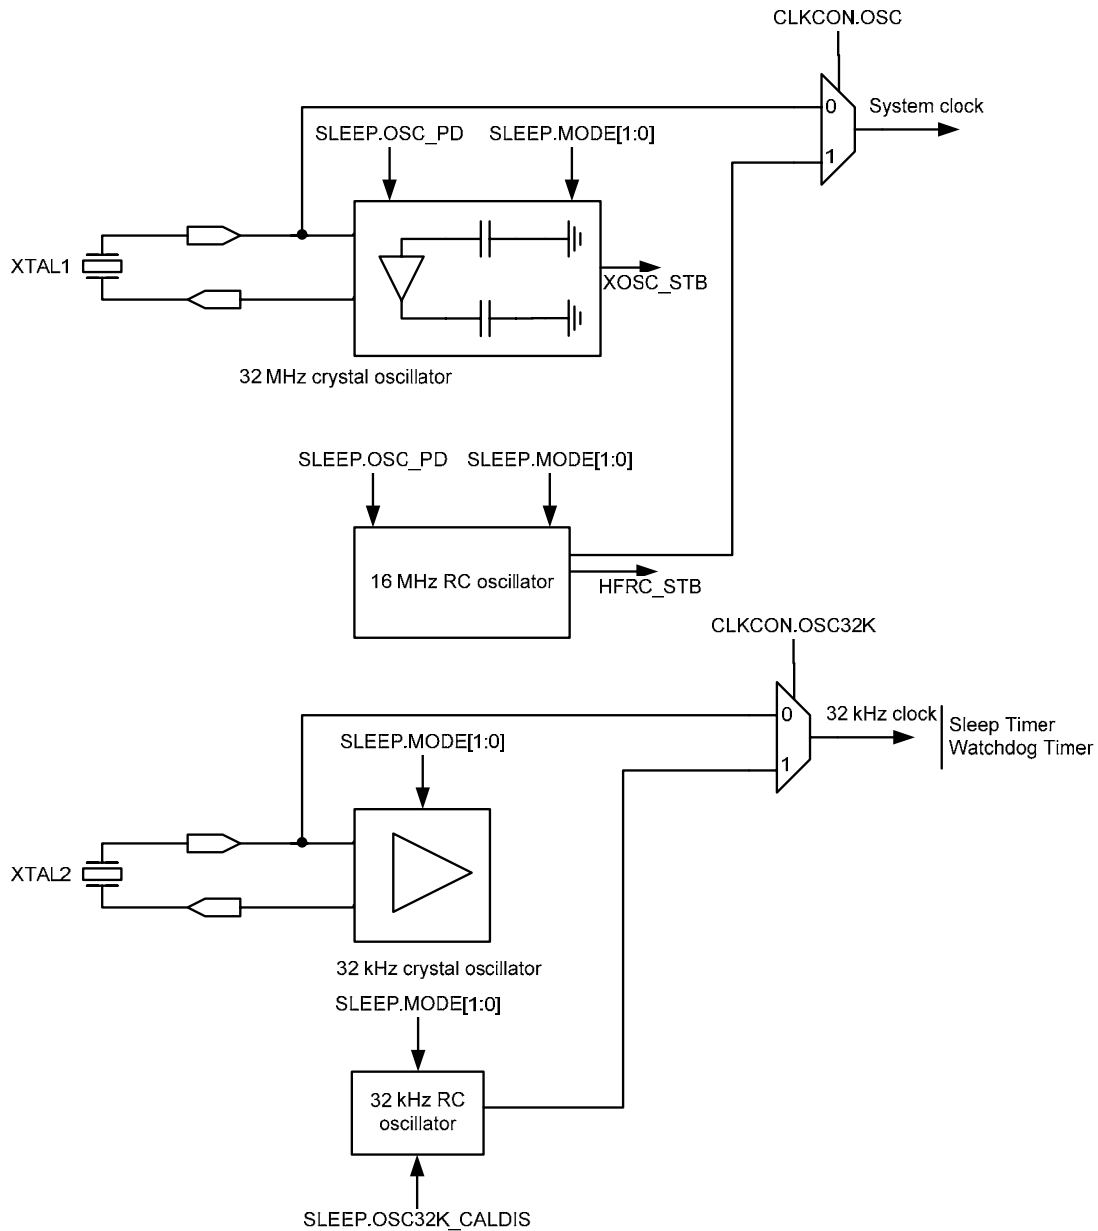 CLKCON.OSC
0
System clock
SLEEP.OSC_PD
SLEEP.MODE[1:0]
1
XTAL1
XOSC_STB
32 MHz crystal oscillator
SLEEP.OSC_PD
SLEEP.MODE[1:0]
16 MHz RC oscillator
HFRC_STB
CLKCON.OSC32K
0
32 kHz clock
Sleep Timer
Watchdog Timer
SLEEP.MODE[1:0]
1
XTAL2
32 kHz crystal oscillator
SLEEP.MODE[1:0]
32 kHz RC
oscillator
SLEEP.OSC32K_CALDIS